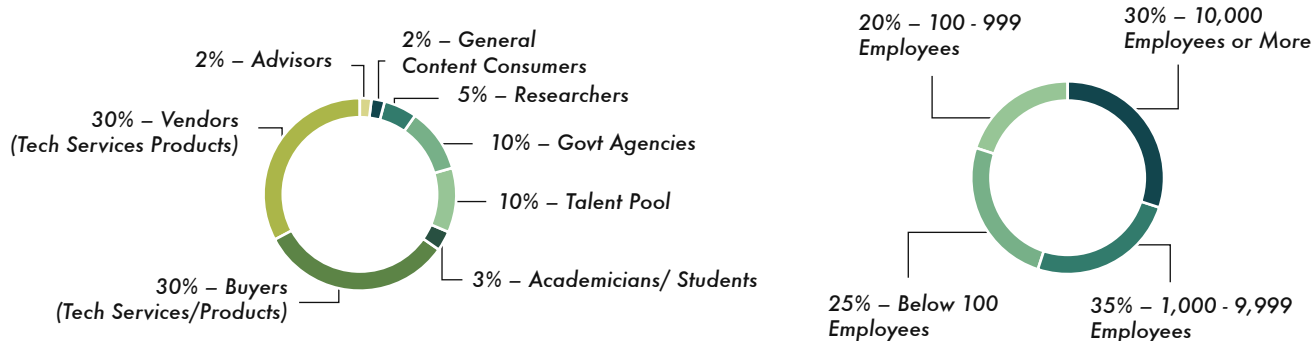 2% – General
Content Consumers
2% – Advisors
5% – Researchers
30% – Vendors
(Tech Services Products)
10% – Govt Agencies
10% – Talent Pool
3% – Academicians/ Students
30% – Buyers
(Tech Services/Products)
20% – 100 - 999
Employees
30% – 10,000
Employees or More
25% – Below 100
Employees
35% – 1,000 - 9,999
Employees